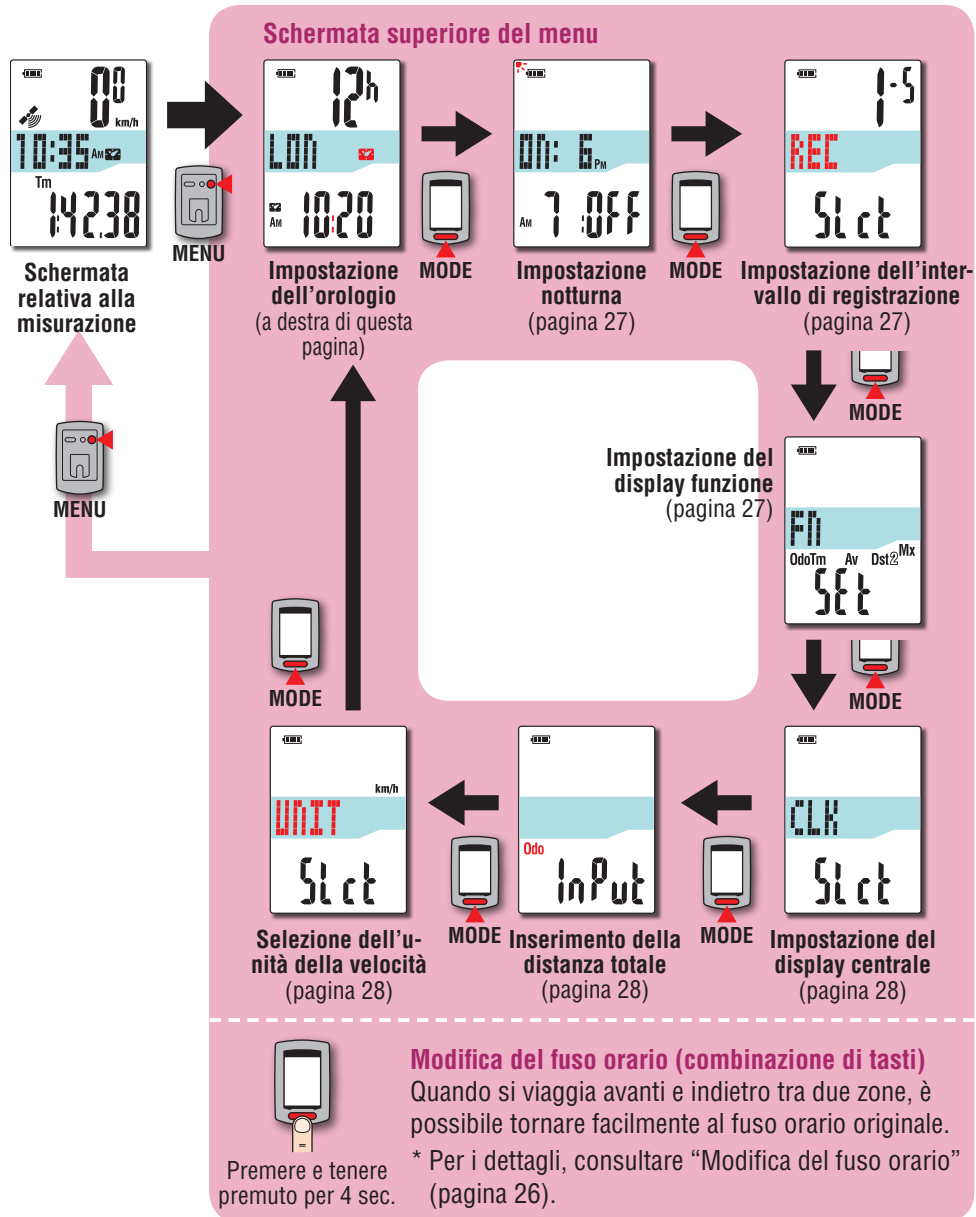 Schermata superiore del menu
0⁰
km/h
10:35 AM
Tm
1:42.38
Schermata
relativa alla
misurazione
MENU
12h
LON
AM 10:20
Impostazione
dell'orologio
(a destra di questa
pagina)
MODE
ON: 6 PM
AM 7 :OFF
Impostazione
notturna
(pagina 27)
MODE
1-S
REC
SLct
Impostazione dell'inter-
vallo di registrazione
(pagina 27)
MODE
MENU
Impostazione del
display funzione
(pagina 27)
FN
OdoTm Av Dst2 Mx
SEt
MODE
MODE
CLK
SLct
Impostazione del
display centrale
(pagina 28)
MODE
Odo
InPut
Inserimento della
distanza totale
(pagina 28)
MODE
km/h
UNIT
SLct
Selezione dell'u-
nità della velocità
(pagina 28)
Premere e tenere
premuto per 4 sec.
Modifica del fuso orario (combinazione di tasti)
Quando si viaggia avanti e indietro tra due zone, è
possibile tornare facilmente al fuso orario originale.
* Per i dettagli, consultare “Modifica del fuso orario”
(pagina 26).